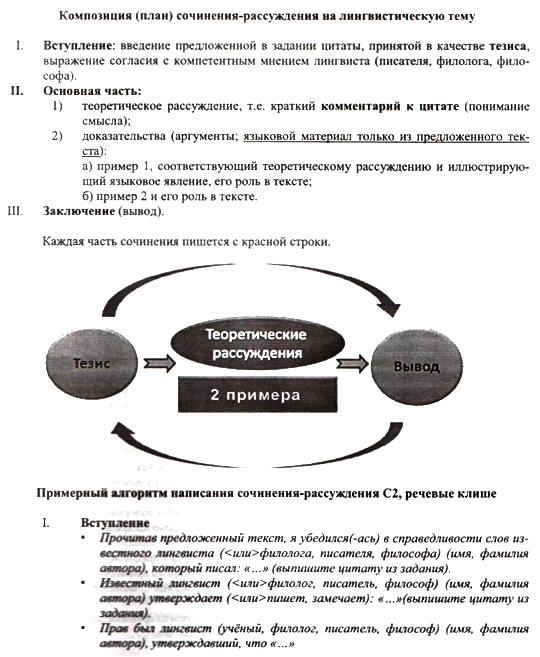 Композиция (план) сочинения-рассуждения на лингвистическую тему
I. Вступление: введение предложенной в задании цитаты, принятой в качестве тезиса,
выражение согласия с компетентным мнением лингвиста (писателя, филолога, фило-
софа).
II. Основная часть:
1) теоретическое рассуждение, т.е. краткий комментарий к цитате (понимание
смысла);
2) доказательства (аргументы; языковой материал только из предложенного тек-
ста):
а) пример 1, соответствующий теоретическому рассуждению и иллюстрирую-
щий языковое явление, его роль в тексте;
б) пример 2 и его роль в тексте.
III. Заключение (вывод).
Каждая часть сочинения пишется с красной строки.
Теоретические
рассуждения
Тезис
Вывод
2 примера
Примерный алгоритм написания сочинения-рассуждения С2, речевые клише
I. Вступление
• Прочитав предложенный текст, я убедился(-ась) в справедливости слов из-
вестного лингвиста (<или>филолога, писателя, философа) (имя, фамилия
автора), который писал: «…» (выпишите цитату из задания).
• Известный лингвист (<или>филолог, писатель, философ) (имя, фамилия
автора) утверждает (<или>пишет, замечает): «…»(выпишите цитату из
задания).
• Прав был лингвист (учёный, филолог, писатель, философ) (имя, фамилия
автора), утверждавший, что «…»